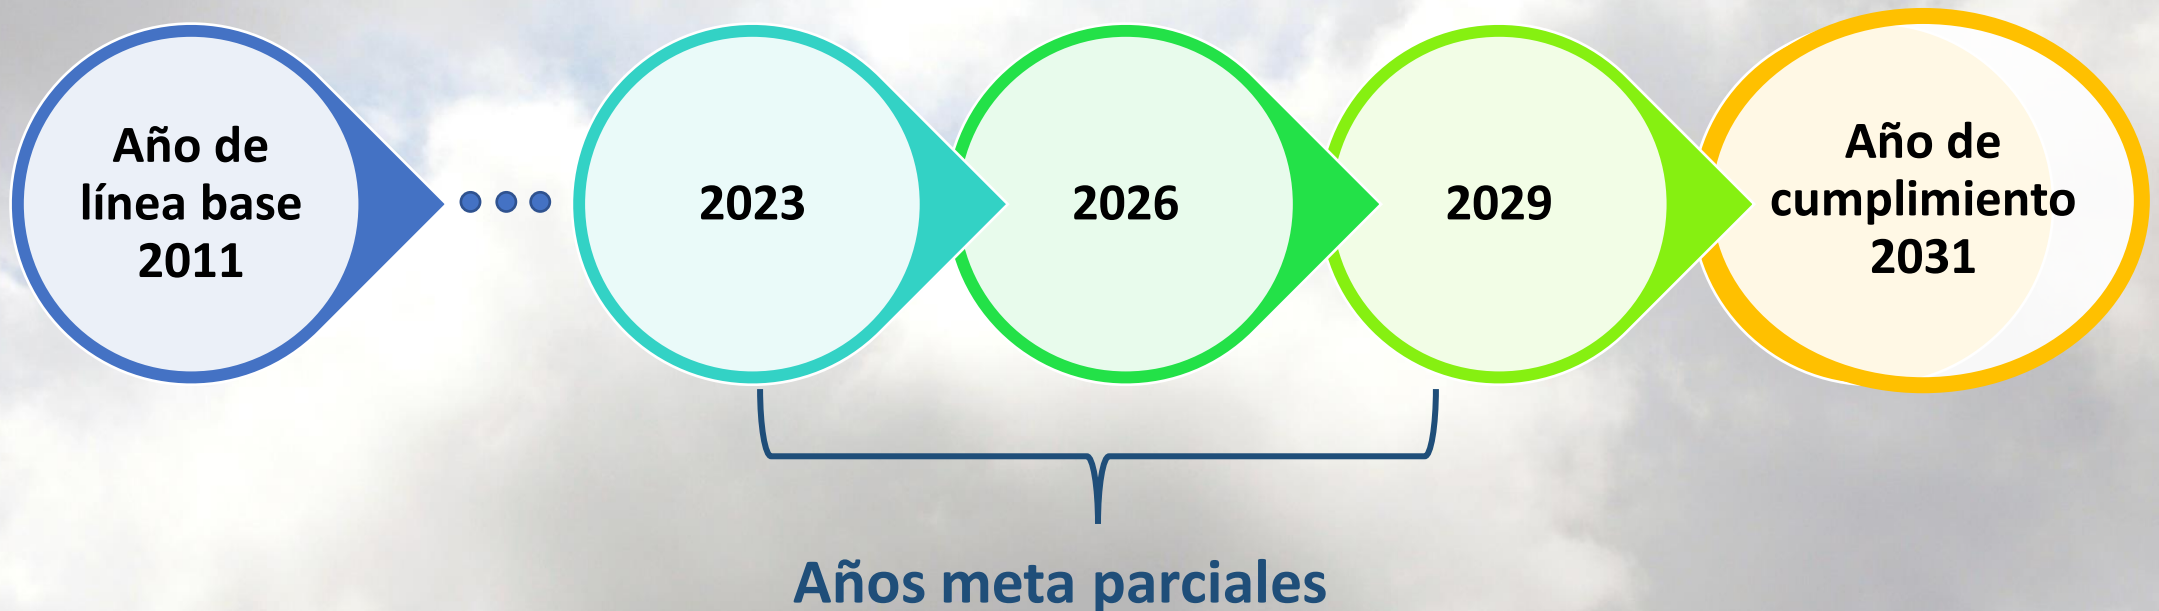 Año de
línea base
2011
2023
2026
2029
Año de
cumplimiento
2031
Años meta parciales